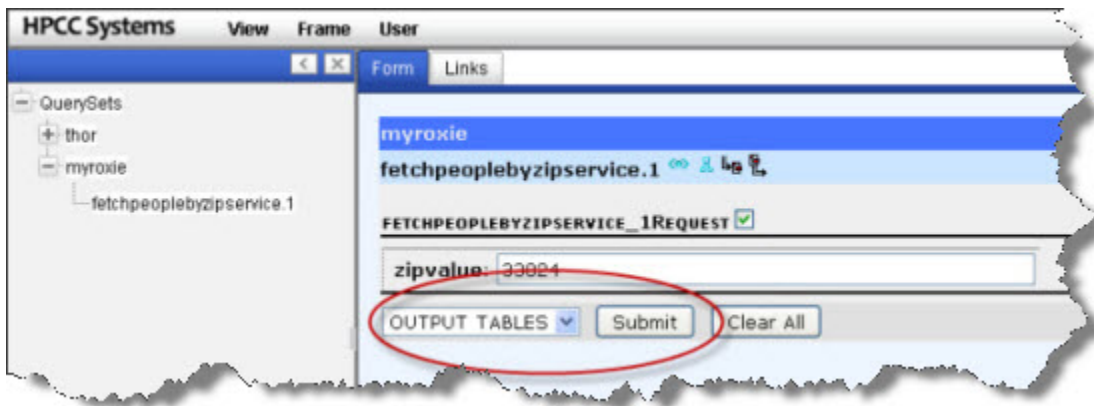 HPCC Systems View Frame User
Form Links
QuerySets
thor
myroxie
fetchpeoplebyzipservice.1
myroxie
fetchpeoplebyzipservice.1
FETCHPEOPLEBYZIPSERVICE_1REQUEST
zipvalue: 33024
OUTPUT TABLES Submit Clear All